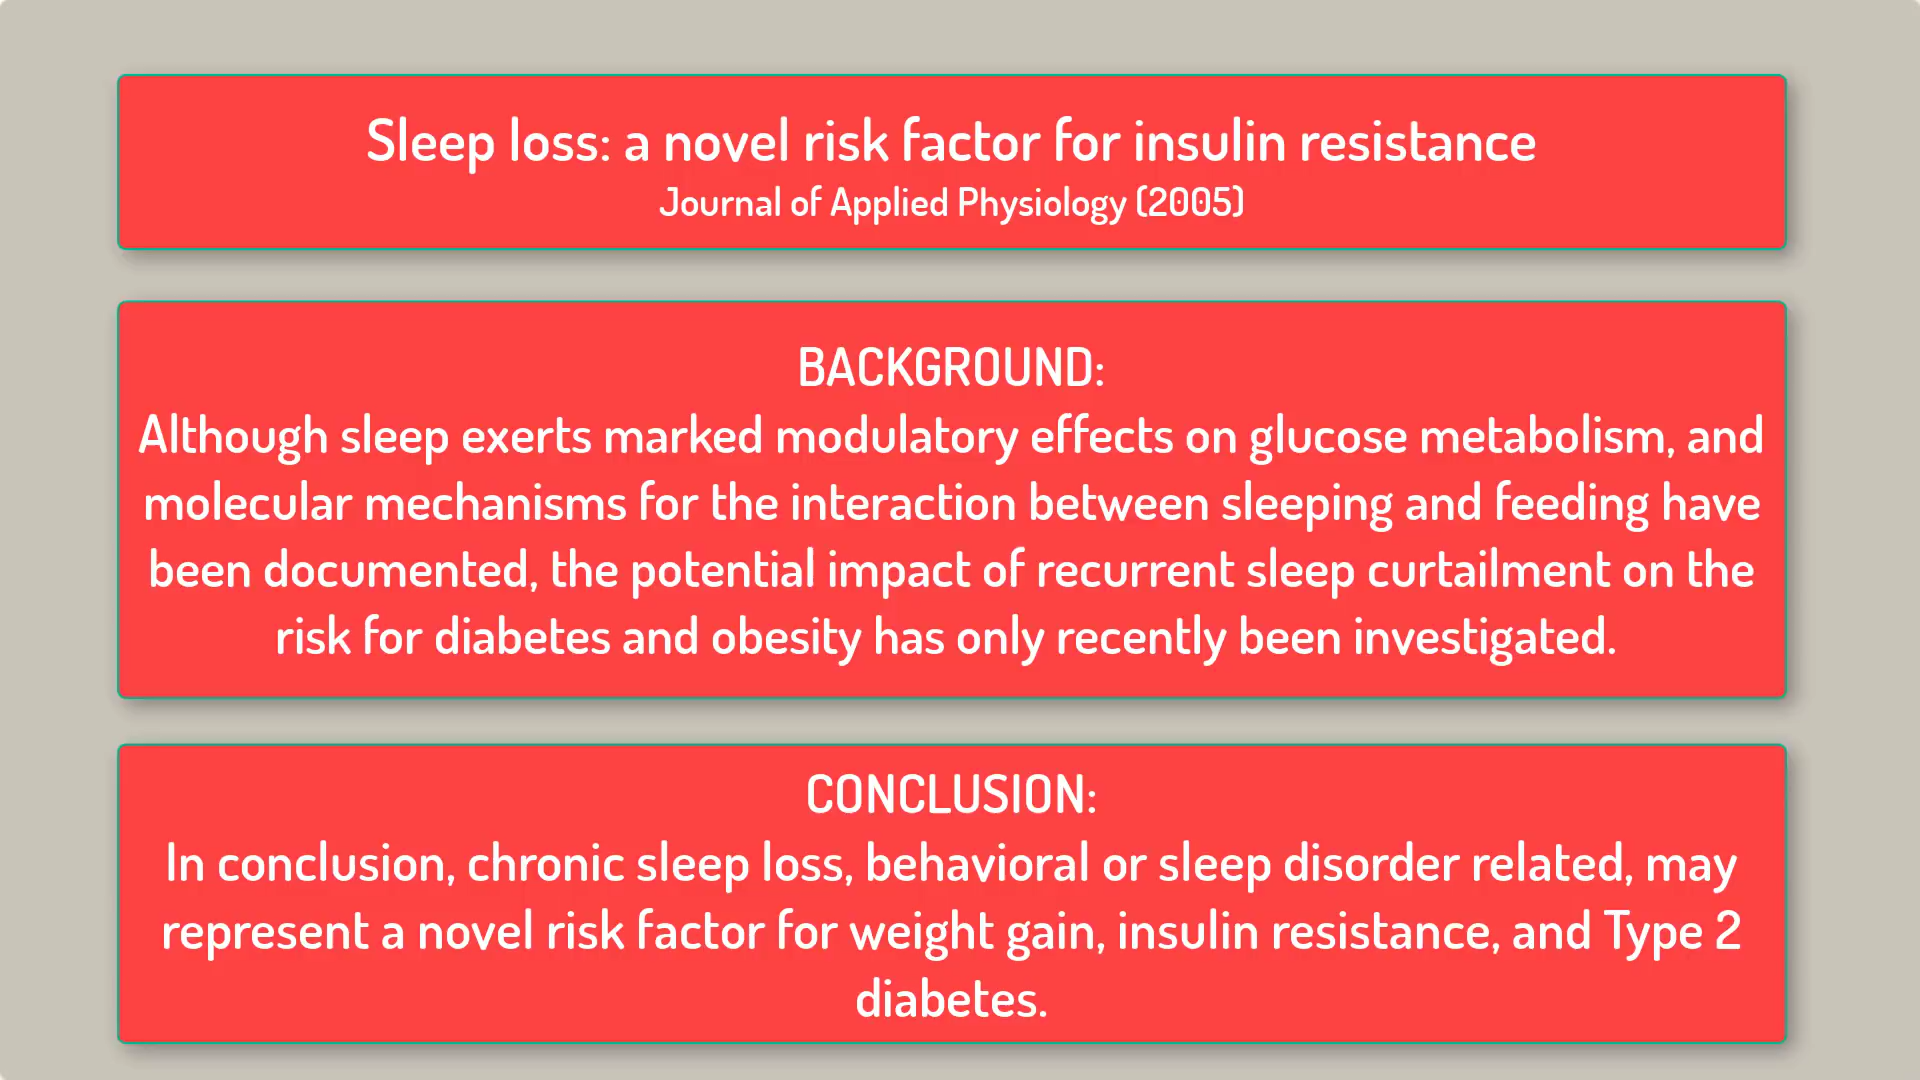 Sleep loss: a novel risk factor for insulin resistance
Journal of Applied Physiology (2005)
BACKGROUND:
Although sleep exerts marked modulatory effects on glucose metabolism, and
molecular mechanisms for the interaction between sleeping and feeding have
been documented, the potential impact of recurrent sleep curtailment on the
risk for diabetes and obesity has only recently been investigated.
CONCLUSION:
In conclusion, chronic sleep loss, behavioral or sleep disorder related, may
represent a novel risk factor for weight gain, insulin resistance, and Type 2
diabetes.